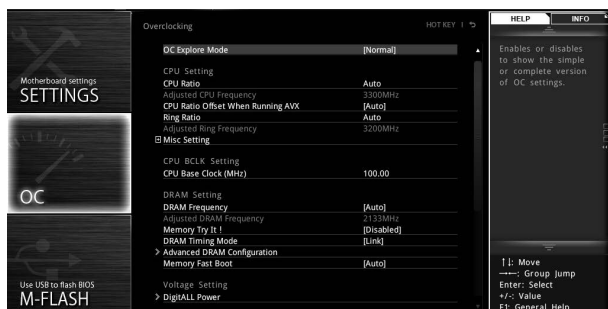 Motherboard settings
SETTINGS
OC
Use USB to flash BIOS
M-FLASH
Overclocking
HOT KEY
OC Explore Mode [Normal]
CPU Setting
CPU Ratio Auto
Adjusted CPU Frequency 3300MHz
CPU Ratio Offset When Running AVX [Auto]
Ring Ratio Auto
Adjusted Ring Frequency 3200MHz
Misc Setting
CPU BCLK Setting
CPU Base Clock (MHz) 100.00
DRAM Setting
DRAM Frequency [Auto]
Adjusted DRAM Frequency 2133MHz
Memory Try It ! [Disabled]
DRAM Timing Mode [Link]
Advanced DRAM Configuration
Memory Fast Boot [Auto]
Voltage Setting
DigitALL Power
HELP
INFO
Enables or disables
to show the simple
or complete version
of OC settings.
↑↓: Move
→←: Group Jump
Enter: Select
+/-: Value
F1: General Help